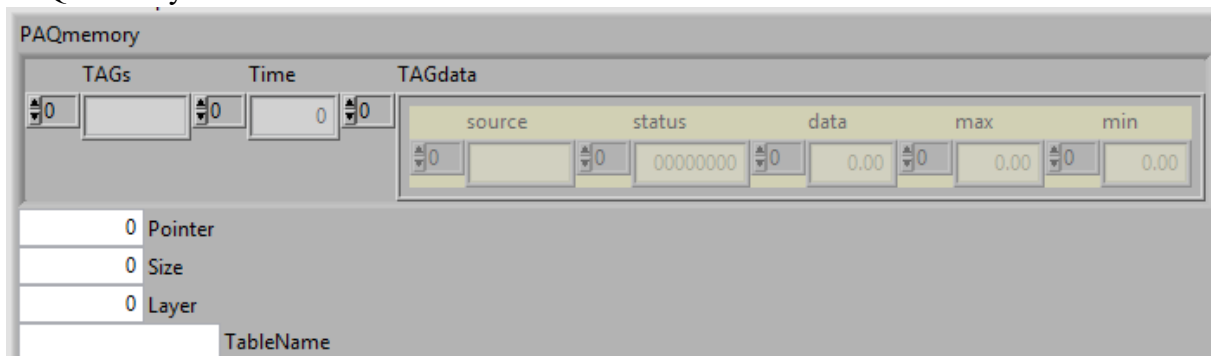 PAQmemory
TAGs Time TAGdata
0 0 0 0
source status data max min
0 0 00000000 0 0.00 0 0.00 0 0.00
0 Pointer
0 Size
0 Layer
TableName